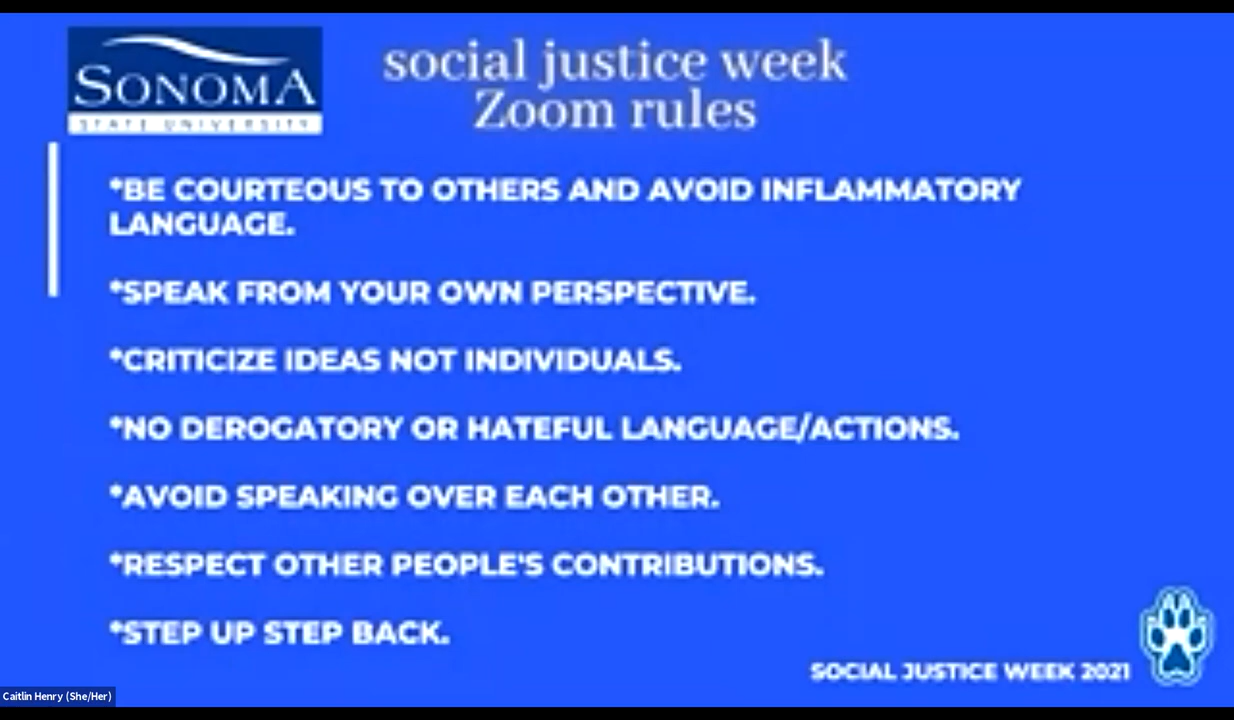 SONOMA
STATE UNIVERSITY
social justice week
Zoom rules
*BE COURTEOUS TO OTHERS AND AVOID INFLAMMATORY
LANGUAGE.
*SPEAK FROM YOUR OWN PERSPECTIVE.
*CRITICIZE IDEAS NOT INDIVIDUALS.
*NO DEROGATORY OR HATEFUL LANGUAGE/ACTIONS.
*AVOID SPEAKING OVER EACH OTHER.
*RESPECT OTHER PEOPLE'S CONTRIBUTIONS.
*STEP UP STEP BACK.
SOCIAL JUSTICE WEEK 2021
Caitlin Henry (She/Her)